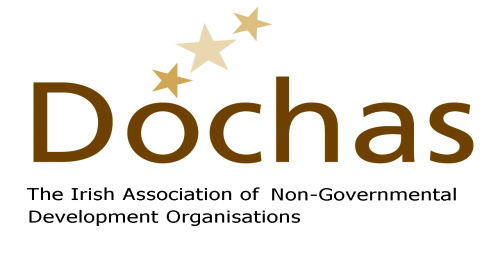 Dochas
The Irish Association of Non-Governmental
Development Organisations